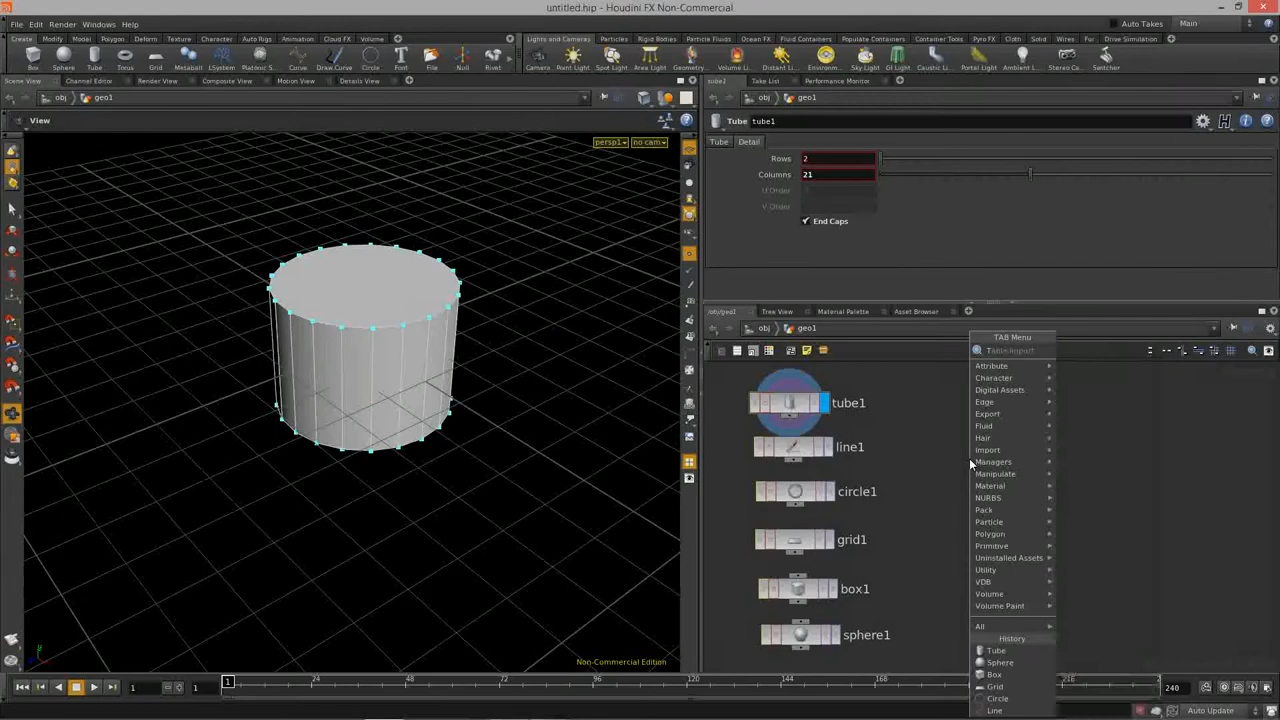 untitled.hip - Houdini FX Non-Commercial
File Edit Render Windows Help
Auto Takes Main
Create Modify Model Polygon Deform Texture Character Auto Rigs Animation Cloud FX Volume
Lights and Cameras Particles Rigid Bodies Particle Fluids Ocean FX Fluid Containers Populate Containers Container Tools Pyro FX Cloth Solid Wires Fur Drive Simulation
Box Sphere Tube Torus Grid Metaball LSystem Platonic S... Curve Draw Curve Circle Font File Null Rivet
Camera Point Light Spot Light Area Light Geometry... Volume Li... Distant Li... Environm... Sky Light GI Light Caustic Li... Portal Light Ambient L... Stereo Ca... Switcher
Scene View Channel Editor Render View Composite View Motion View Details View
tube1 Take List Performance Monitor
obj geo1
obj geo1
View
Tube tube1
persp1 no cam
Tube Detail
Rows 2
Columns 21
U Order
V Order
End Caps
/obj/geo1 Tree View Material Palette Asset Browser
obj geo1
TAB Menu
Table Import
Attribute
Character
Digital Assets
Edge
Export
Fluid
Hair
Import
Managers
Manipulate
Material
NURBS
Pack
Particle
Polygon
Primitive
Uninstalled Assets
Utility
VDB
Volume
Volume Paint
All
History
Tube
Sphere
Box
Grid
Circle
Line
tube1
line1
circle1
grid1
box1
sphere1
Non-Commercial Edition
1 1 1 24 48 72 96 120 144 168 216 240
Auto Update